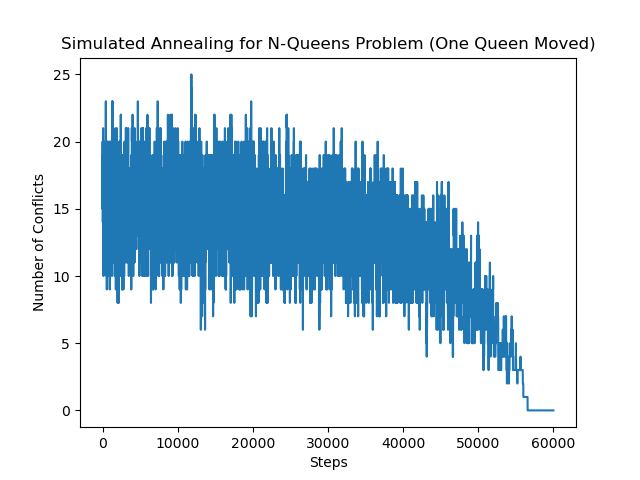 Simulated Annealing for N-Queens Problem (One Queen Moved)
25
20
15
10
5
0
Number of Conflicts
0 10000 20000 30000 40000 50000 60000
Steps